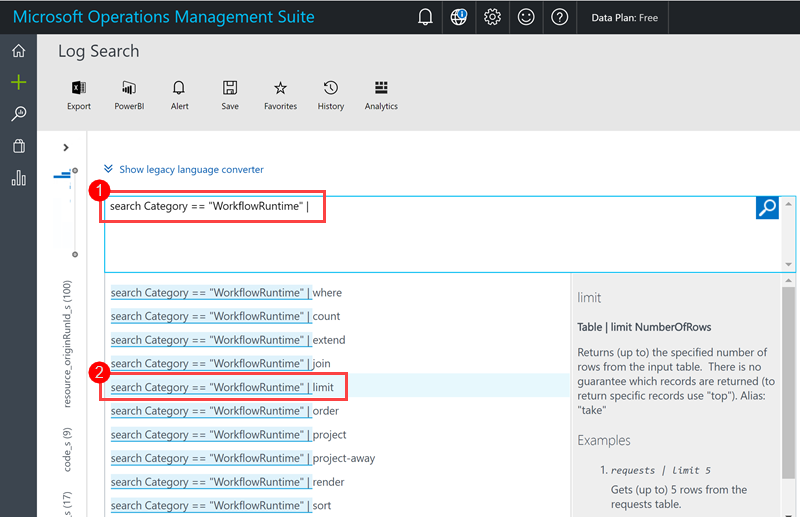 Microsoft Operations Management Suite
Data Plan: Free
Log Search
Export
PowerBI
Alert
Save
Favorites
History
Analytics
Show legacy language converter
1
search Category == "WorkflowRuntime" |
resource_originRunId_s (100)
code_s (9)
_s (17)
search Category == "WorkflowRuntime" | where
search Category == "WorkflowRuntime" | count
search Category == "WorkflowRuntime" | extend
search Category == "WorkflowRuntime" | join
2
search Category == "WorkflowRuntime" | limit
search Category == "WorkflowRuntime" | order
search Category == "WorkflowRuntime" | project
search Category == "WorkflowRuntime" | project-away
search Category == "WorkflowRuntime" | render
search Category == "WorkflowRuntime" | sort
limit
Table | limit NumberOfRows
Returns (up to) the specified number of
rows from the input table. There is no
guarantee which records are returned (to
return specific records use "top"). Alias:
"take"
Examples
1. requests | limit 5
Gets (up to) 5 rows from the
requests table.